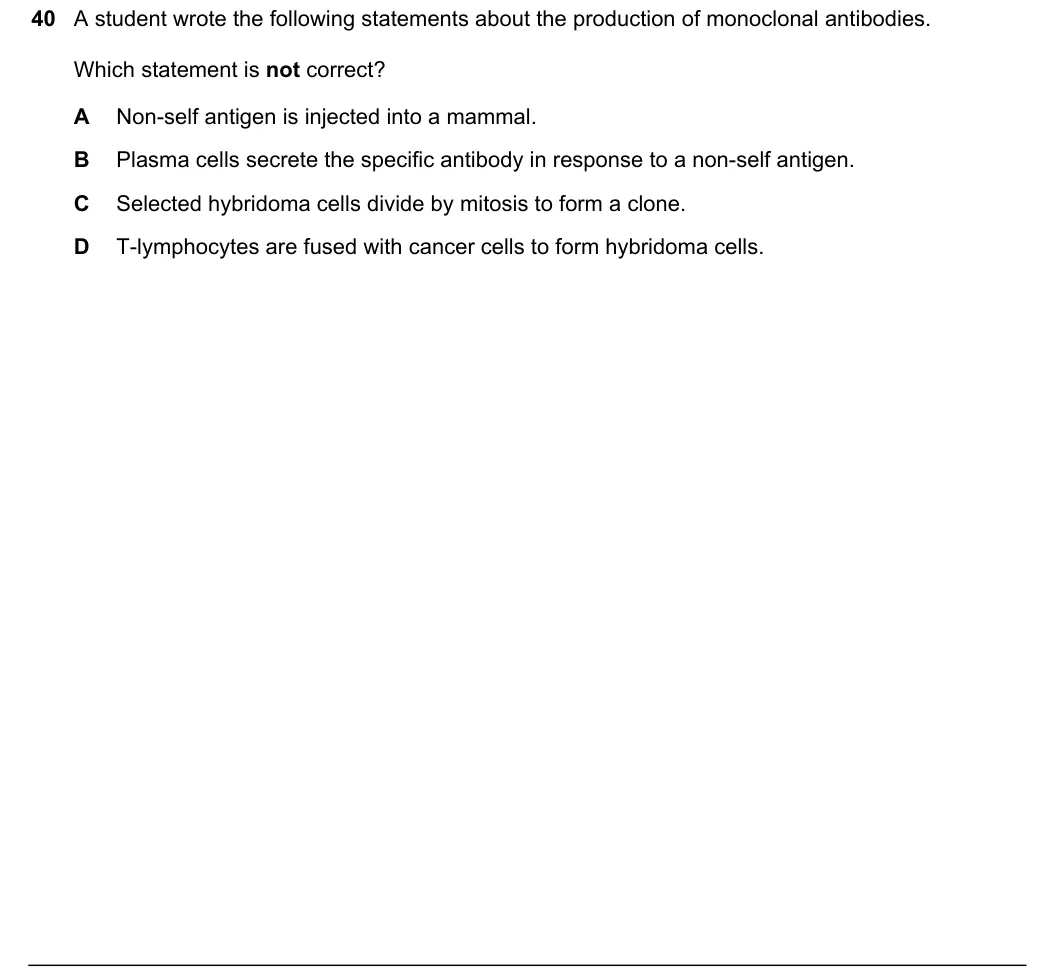 40 A student wrote the following statements about the production of monoclonal antibodies.
Which statement is not correct?
A Non-self antigen is injected into a mammal.
B Plasma cells secrete the specific antibody in response to a non-self antigen.
C Selected hybridoma cells divide by mitosis to form a clone.
D T-lymphocytes are fused with cancer cells to form hybridoma cells.